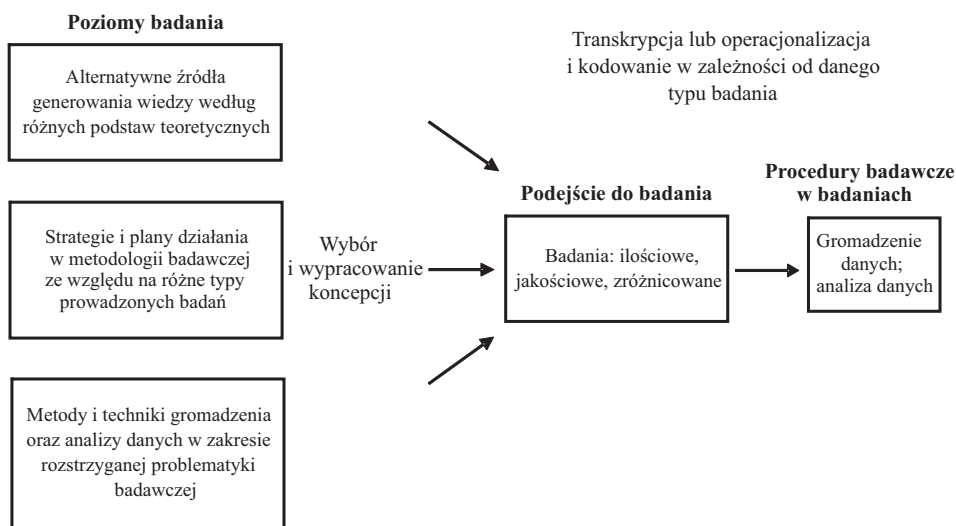 Poziomy badania
Alternatywne źródła
generowania wiedzy według
różnych podstaw teoretycznych
Strategie i plany działania
w metodologii badawczej
ze względu na różne typy
prowadzonych badań
Metody i techniki gromadzenia
oraz analizy danych w zakresie
rozstrzyganej problematyki
badawczej
Wybór
i wypracowanie
koncepcji
Transkrypcja lub operacjonalizacja
i kodowanie w zależności od danego
typu badania
Podejście do badania
Badania: ilościowe,
jakościowe, zróżnicowane
Procedury badawcze
w badaniach
Gromadzenie
danych;
analiza danych